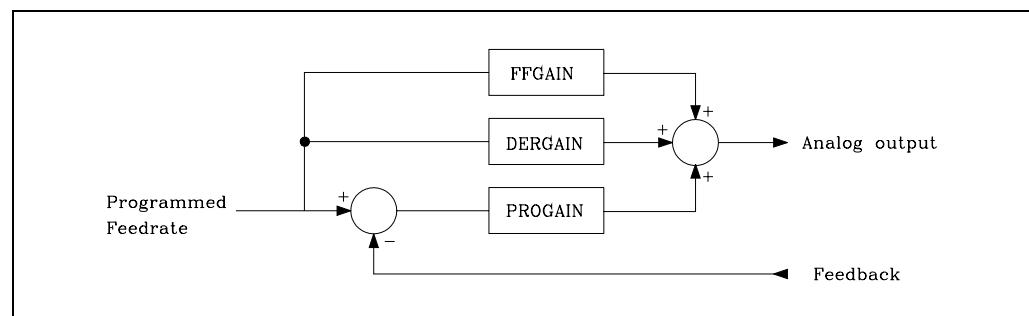 FFGAIN
+
+
DERGAIN
Analog output
+
Programmed
Feedrate
+
PROGAIN
−
Feedback